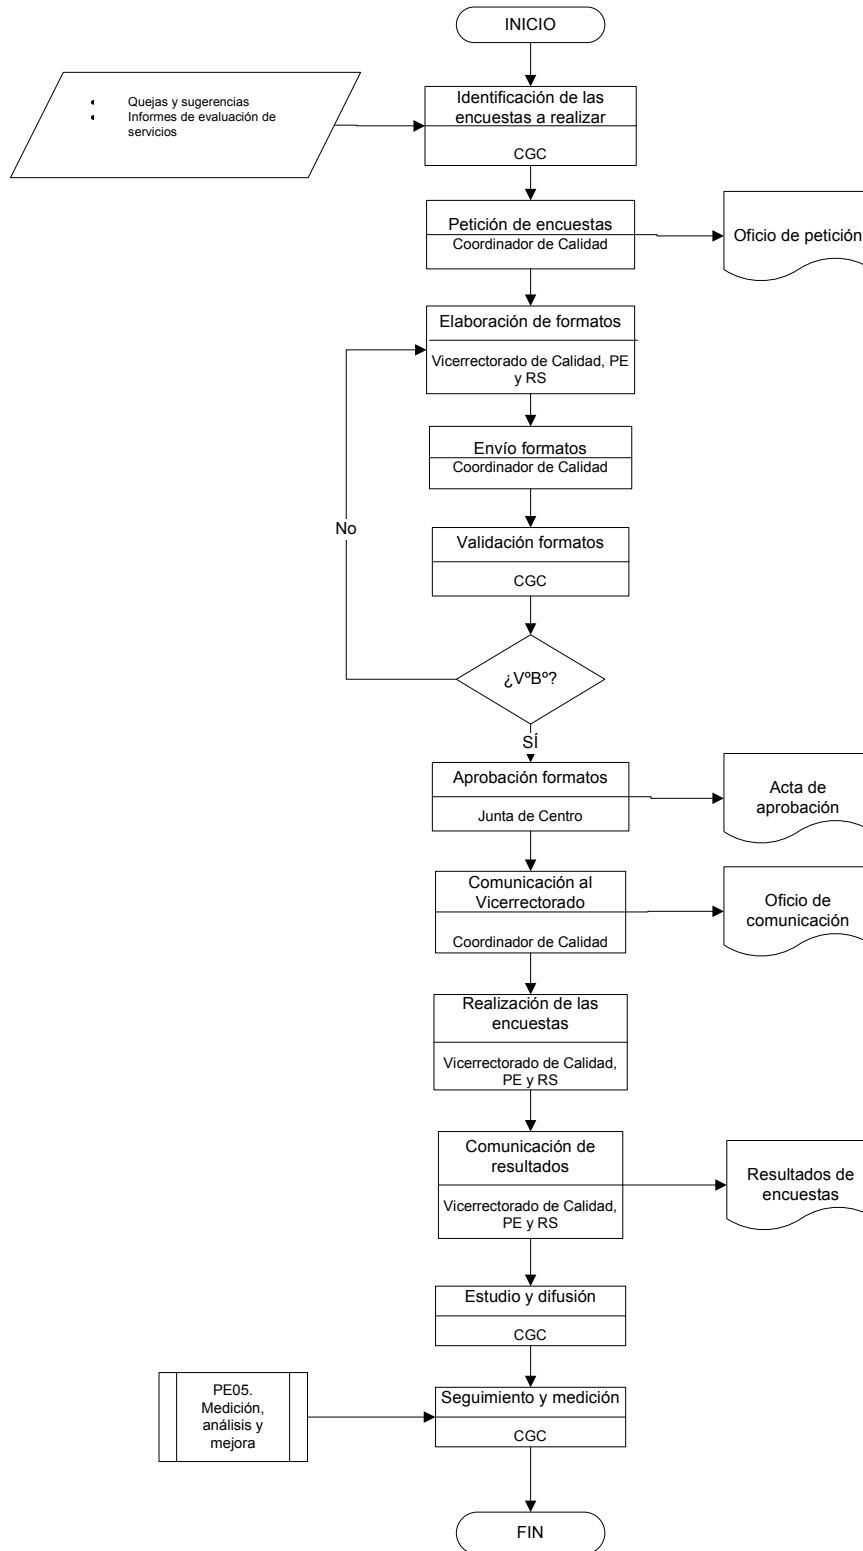 INICIO
• Quejas y sugerencias
• Informes de evaluación de
servicios
Identificación de las
encuestas a realizar
CGC
Petición de encuestas
Coordinador de Calidad
Oficio de petición
Elaboración de formatos
Vicerrectorado de Calidad, PE
y RS
Envío formatos
Coordinador de Calidad
No
Validación formatos
CGC
¿VºBº?
SÍ
Aprobación formatos
Junta de Centro
Acta de
aprobación
Comunicación al
Vicerrectorado
Coordinador de Calidad
Oficio de
comunicación
Realización de las
encuestas
Vicerrectorado de Calidad,
PE y RS
Comunicación de
resultados
Vicerrectorado de Calidad,
PE y RS
Resultados de
encuestas
Estudio y difusión
CGC
PE05.
Medición,
análisis y
mejora
Seguimiento y medición
CGC
FIN